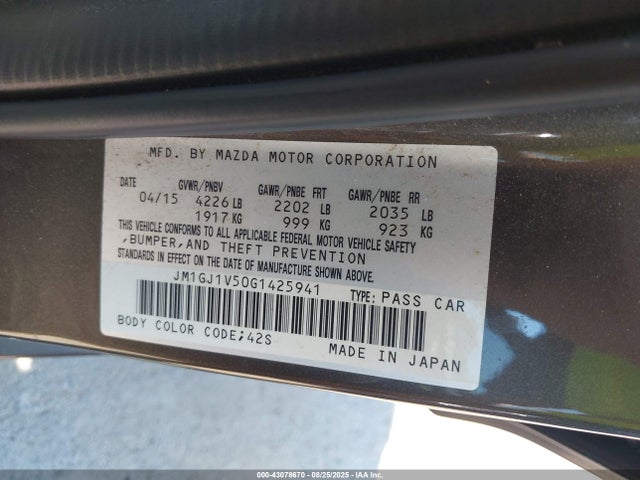 MFD. BY MAZDA MOTOR CORPORATION
DATE GVWR/PNBV GAWR/PNBE FRT GAWR/PNBE RR
04/15 4226 LB 2202 LB 2035 LB
1917 KG 999 KG 923 KG
THIS VEHICLE CONFORMS TO ALL APPLICABLE FEDERAL MOTOR VEHICLE SAFETY
,BUMPER,AND THEFT PREVENTION
STANDARDS IN EFFECT ON THE DATE OF MANUFACTURE SHOWN ABOVE.
JM1GJ1V50G1425941 TYPE: PASS CAR
BODY COLOR CODE;42S
MADE IN JAPAN
000-43078670 - 08/25/2025 - IAAI.COM